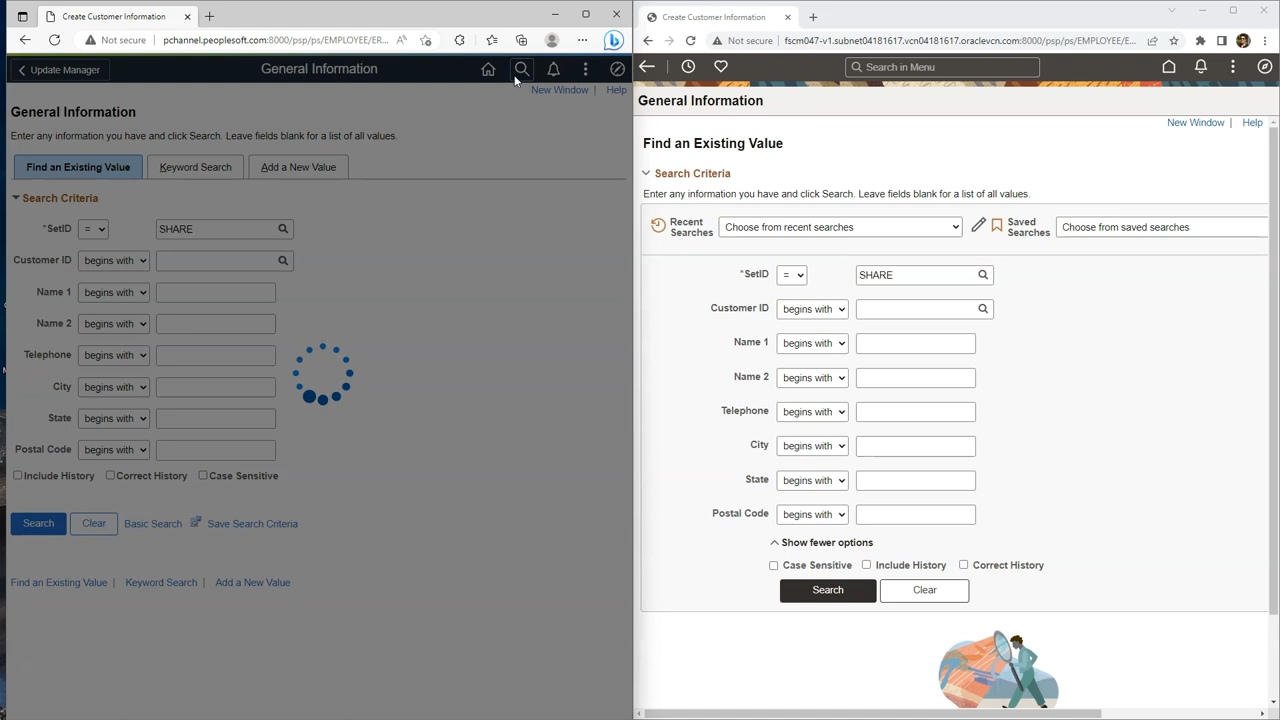 Create Customer Information
Not secure
pchannel.peoplesoft.com:8000/psp/ps/EMPLOYEE/ER...
Update Manager
General Information
New Window | Help
General Information
Enter any information you have and click Search. Leave fields blank for a list of all values.
Find an Existing Value
Keyword Search
Add a New Value
Search Criteria
*SetID = SHARE
Customer ID begins with
Name 1 begins with
Name 2 begins with
Telephone begins with
City begins with
State begins with
Postal Code begins with
Include History Correct History Case Sensitive
Search Clear Basic Search Save Search Criteria
Find an Existing Value | Keyword Search | Add a New Value
Create Customer Information
Not secure
fscm047-v1.subnet04181617.vcn04181617.oraclevcn.com:8000/psp/ps/EMPLOYEE/E...
Search in Menu
General Information
New Window | Help
Find an Existing Value
Search Criteria
Enter any information you have and click Search. Leave fields blank for a list of all values.
Recent Searches
Choose from recent searches
Saved Searches
Choose from saved searches
*SetID = SHARE
Customer ID begins with
Name 1 begins with
Name 2 begins with
Telephone begins with
City begins with
State begins with
Postal Code begins with
Show fewer options
Case Sensitive Include History Correct History
Search Clear